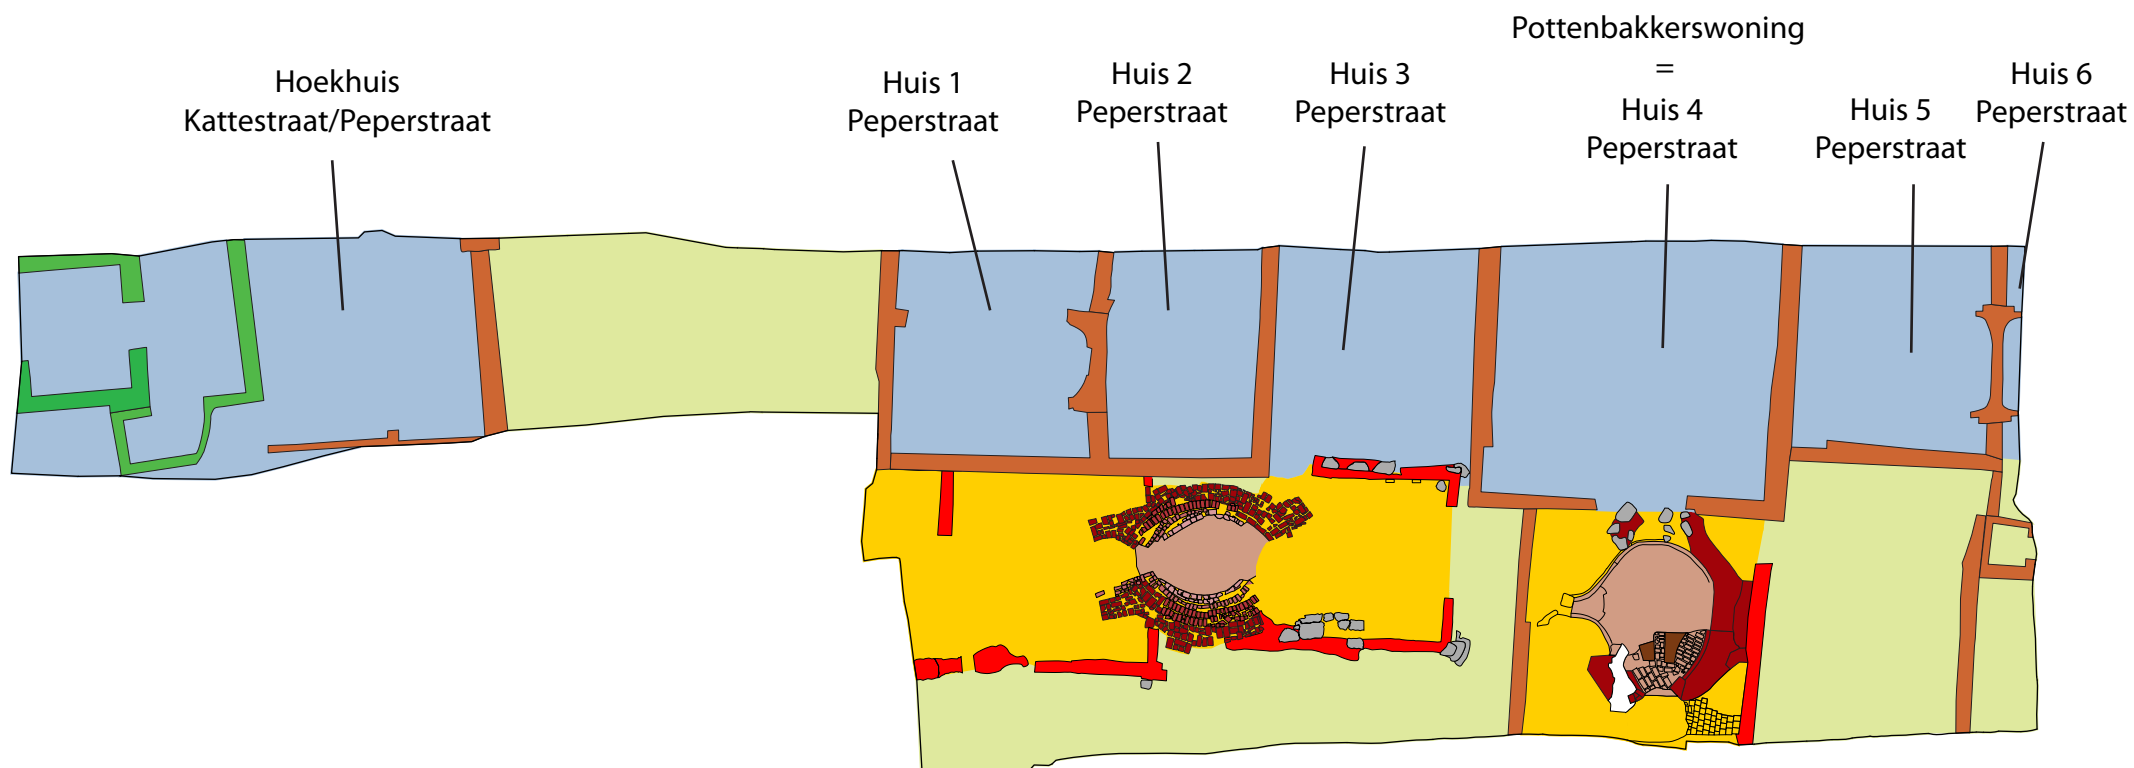 Hoekhuis
Kattestraat/Peperstraat
Huis 1
Peperstraat
Huis 2
Peperstraat
Huis 3
Peperstraat
Pottenbakkerswoning
=
Huis 4
Peperstraat
Huis 5
Peperstraat
Huis 6
Peperstraat